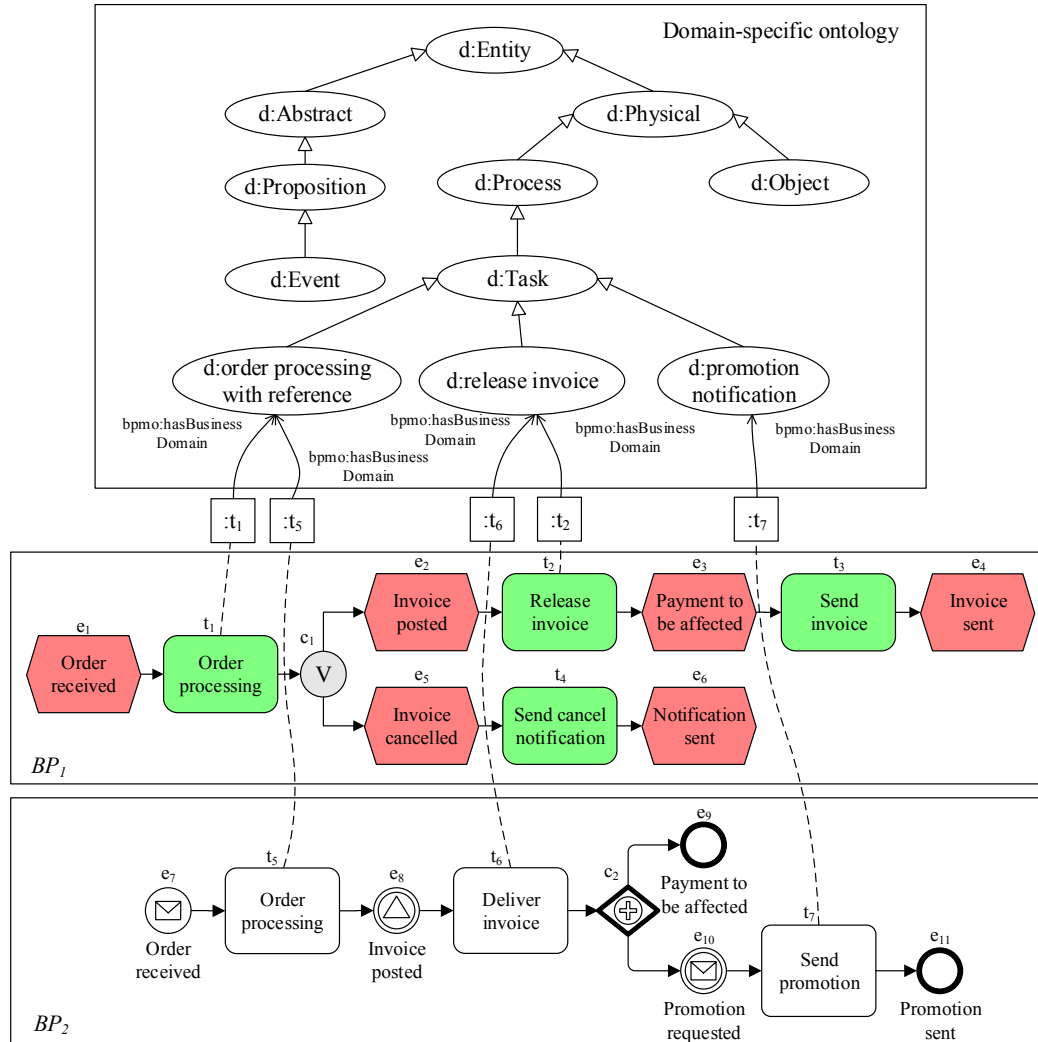 Domain-specific ontology
d:Entity
d:Abstract
d:Physical
d:Proposition
d:Process
d:Object
d:Event
d:Task
d:order processing
with reference
d:release invoice
d:promotion
notification
bpmo:hasBusiness
Domain
bpmo:hasBusiness
Domain
bpmo:hasBusiness
Domain
bpmo:hasBusiness
Domain
bpmo:hasBusiness
Domain
:t1
:t5
:t6
:t2
:t7
e1
Order
received
t1
Order
processing
c1
V
e2
Invoice
posted
t2
Release
invoice
e3
Payment to
be affected
t3
Send
invoice
e4
Invoice
sent
e5
Invoice
cancelled
t4
Send cancel
notification
e6
Notification
sent
BP1
e7
Order
received
t5
Order
processing
e8
Invoice
posted
t6
Deliver
invoice
c2
e9
Payment to
be affected
e10
Promotion
requested
t7
Send
promotion
e11
Promotion
sent
BP2